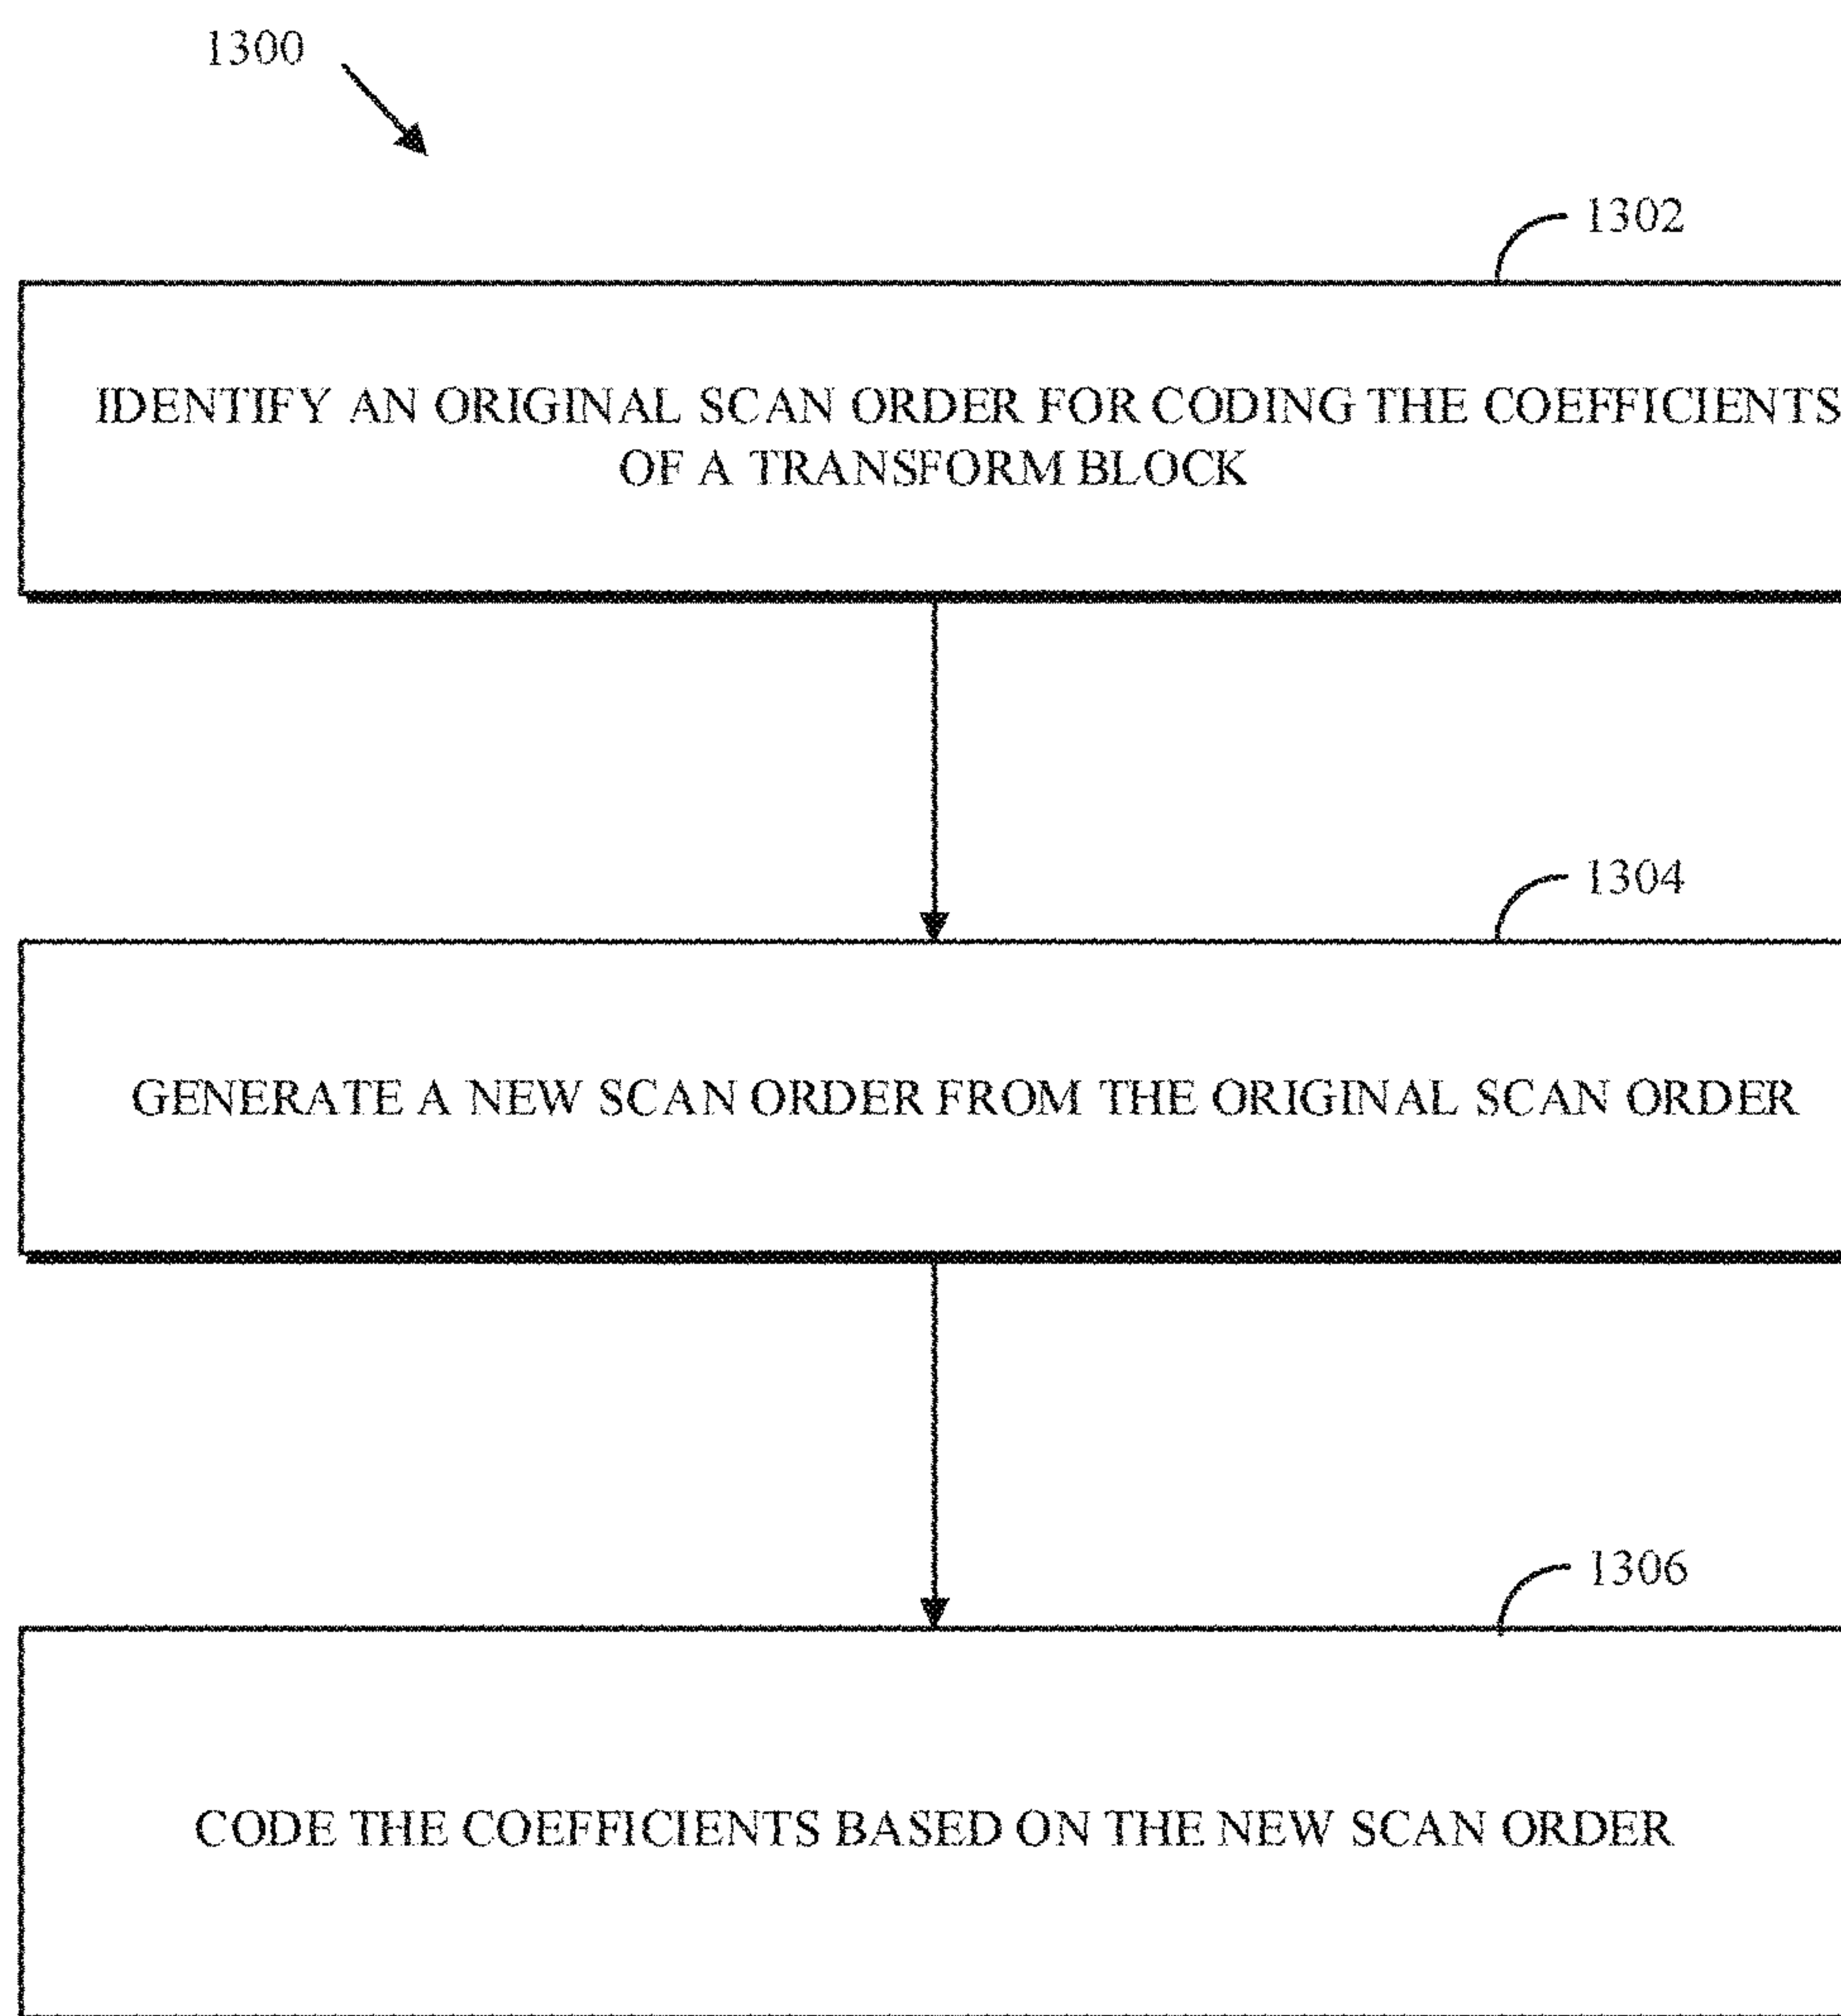 1300
1302
IDENTIFY AN ORIGINAL SCAN ORDER FOR CODING THE COEFFICIENTS
OF A TRANSFORM BLOCK
1304
GENERATE A NEW SCAN ORDER FROM THE ORIGINAL SCAN ORDER
1306
CODE THE COEFFICIENTS BASED ON THE NEW SCAN ORDER